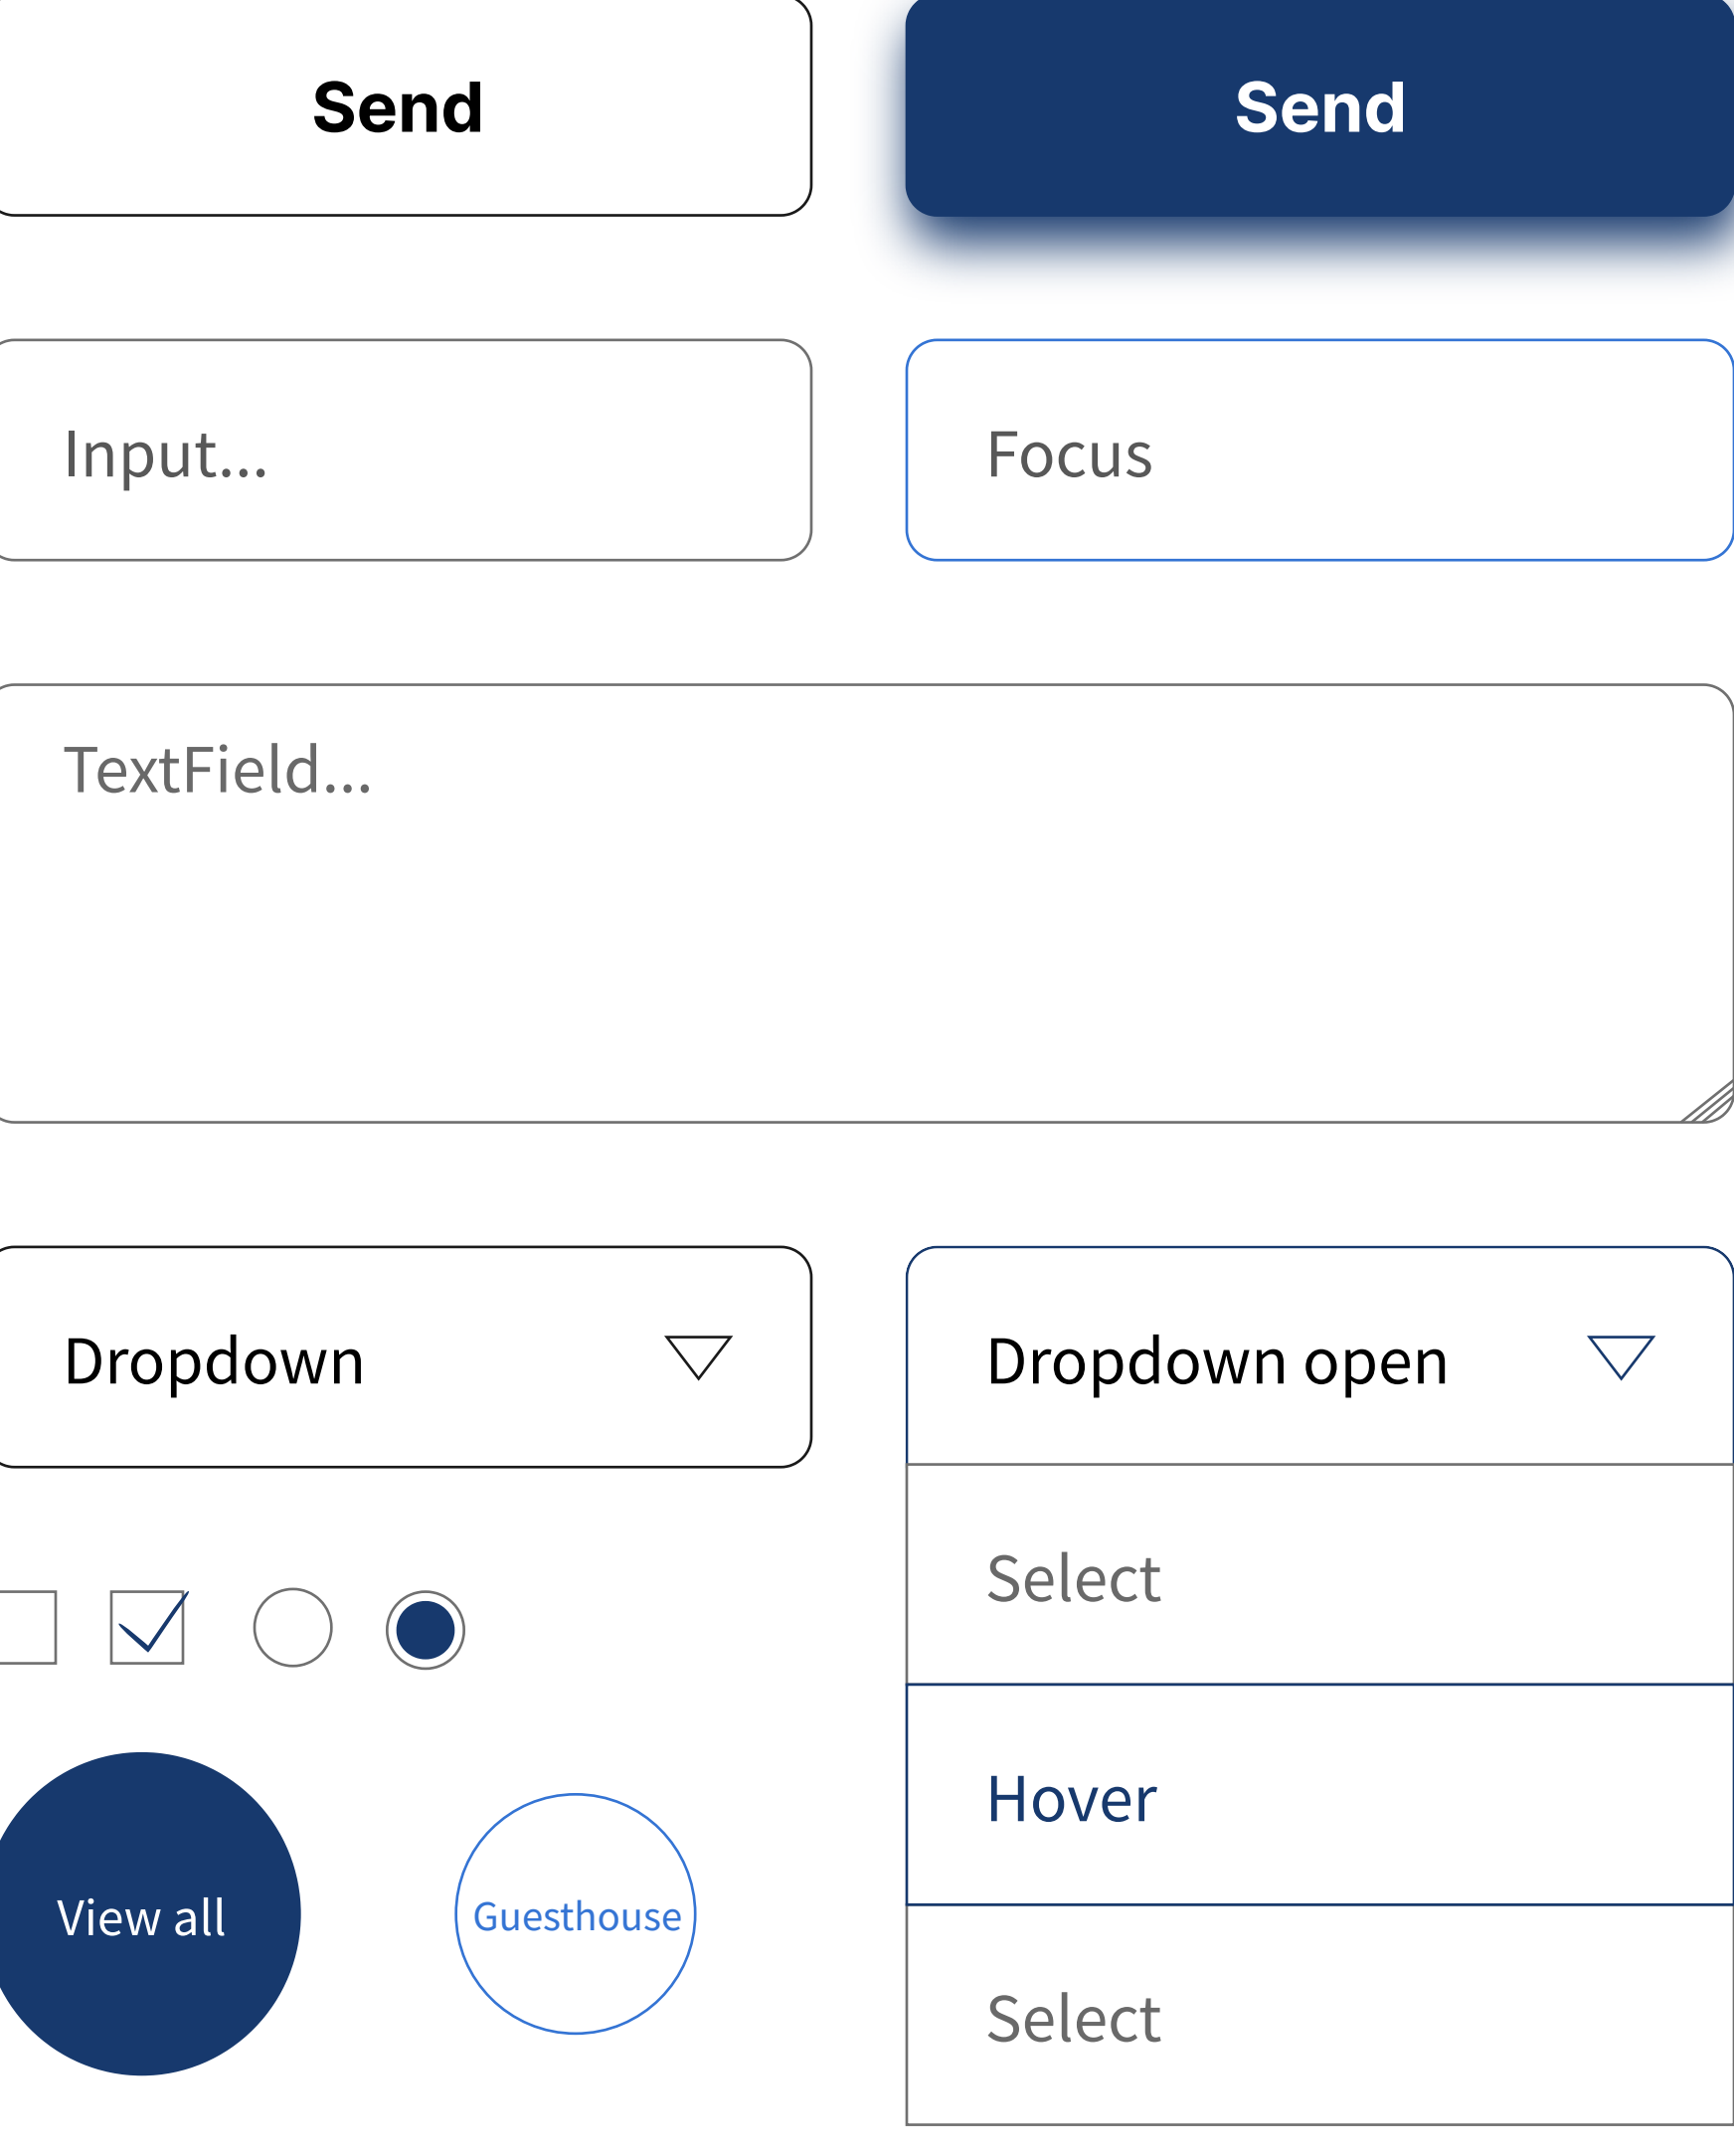 Send
Send
Input...
Focus
TextField...
Dropdown
Dropdown open
Select
Hover
View all
Guesthouse
Select